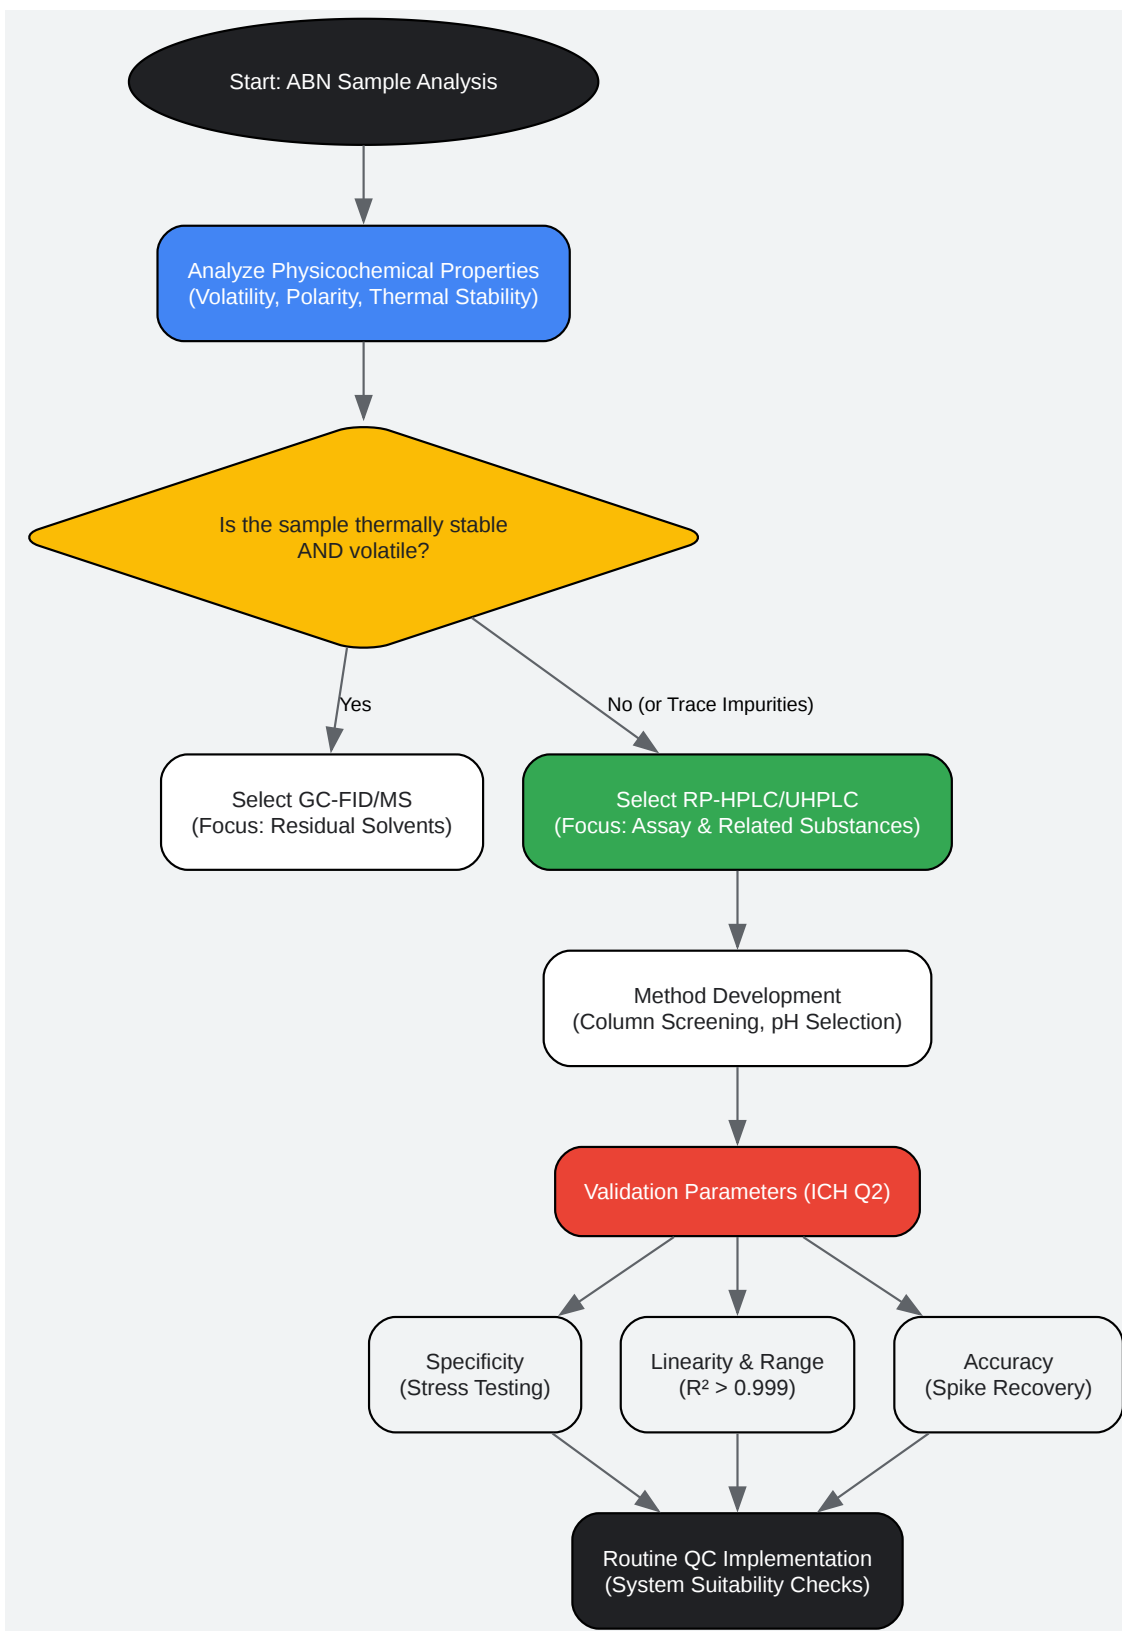 Start: ABN Sample Analysis
Analyze Physicochemical Properties
(Volatility, Polarity, Thermal Stability)
Is the sample thermally stable
AND volatile?
Yes
No (or Trace Impurities)
Select GC-FID/MS
(Focus: Residual Solvents)
Select RP-HPLC/UHPLC
(Focus: Assay & Related Substances)
Method Development
(Column Screening, pH Selection)
Validation Parameters (ICH Q2)
Specificity
(Stress Testing)
Linearity & Range
(R² > 0.999)
Accuracy
(Spike Recovery)
Routine QC Implementation
(System Suitability Checks)